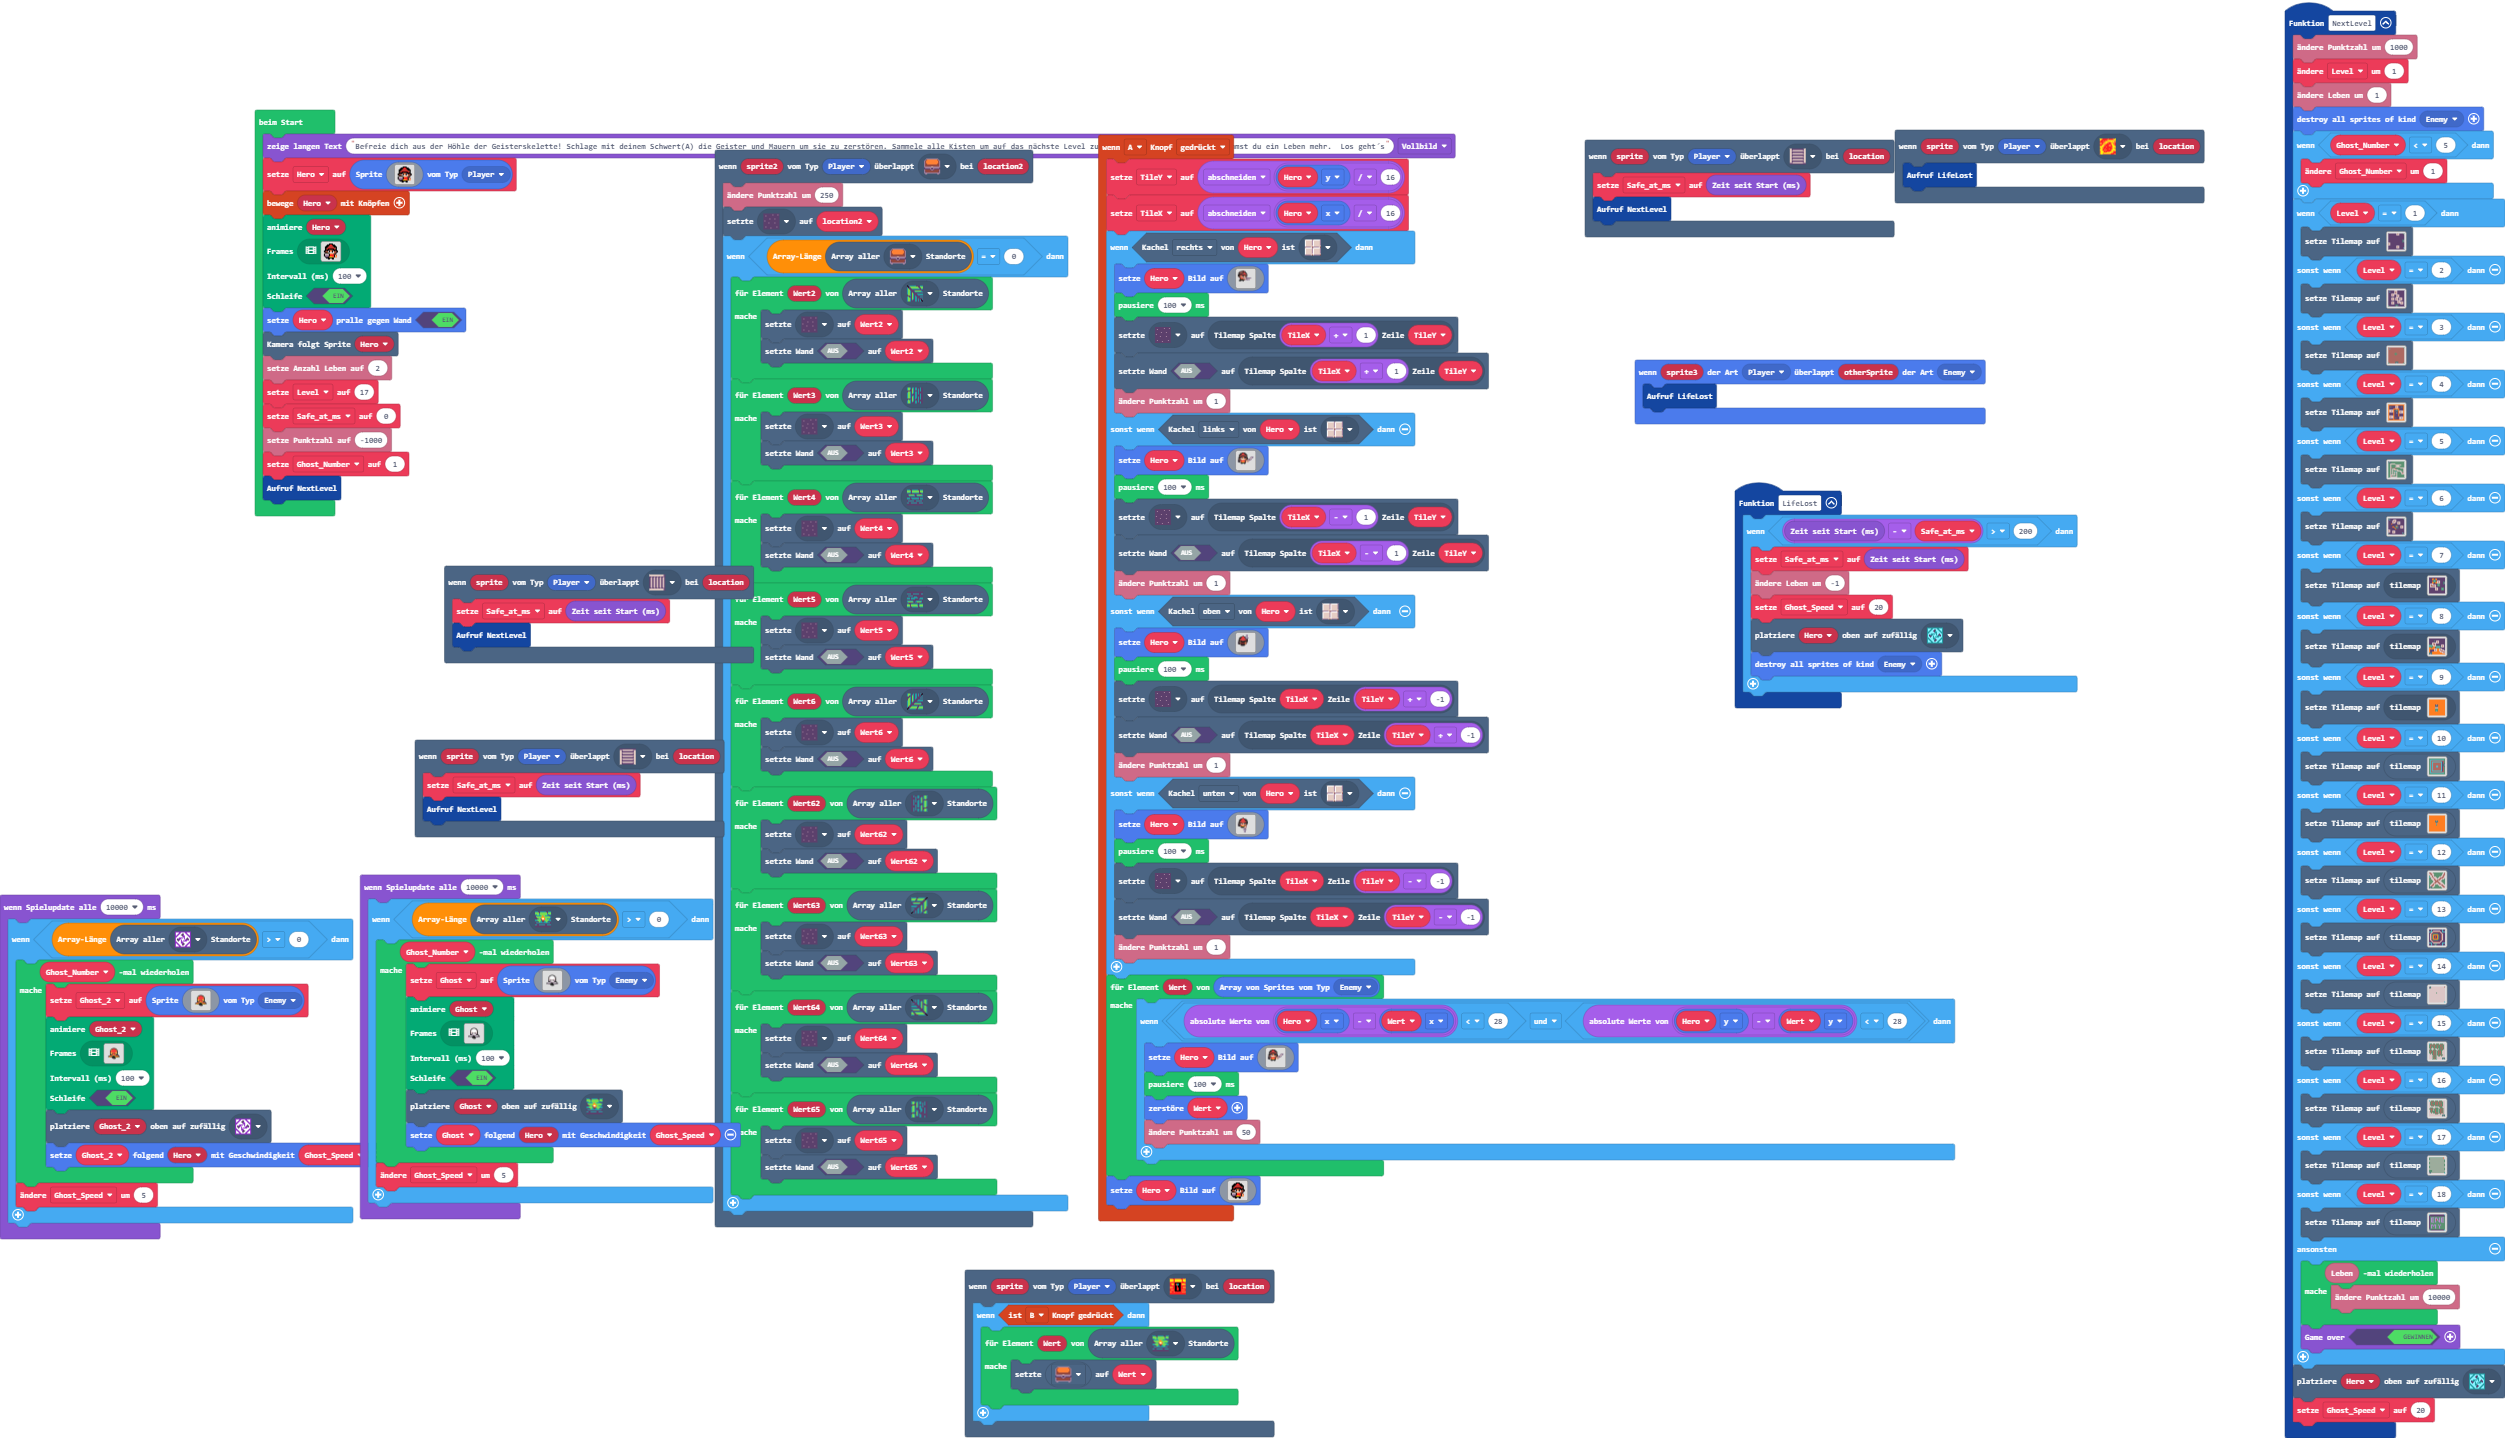 beim Start
zeige langen Text "Befreie dich aus der Höhle der Geisterskelette! Schlage mit deinem Schwert(A) die Geister und Mauern um sie zu zerstören. Sammele alle Kisten um auf das nächste Level zu
mmst du ein Leben mehr. Los geht´s" Vollbild
setze Hero auf Sprite vom Typ Player
bewege Hero mit Knöpfen
animiere Hero
Frames
Intervall (ms) 100
Schleife EIN
setze Hero pralle gegen Wand EIN
Kamera folgt Sprite Hero
setze Anzahl Leben auf 2
setze Level auf 17
setze Safe_at_ms auf 0
setze Punktzahl auf -1000
setze Ghost_Number auf 1
Aufruf NextLevel
wenn sprite vom Typ Player überlappt bei location
setze Safe_at_ms auf Zeit seit Start (ms)
Aufruf NextLevel
wenn sprite vom Typ Player überlappt bei location
setze Safe_at_ms auf Zeit seit Start (ms)
Aufruf NextLevel
wenn Spielupdate alle 10000 ms
wenn Array-Länge Array aller Standorte > 0 dann
Ghost_Number -mal wiederholen
mache
setze Ghost_2 auf Sprite vom Typ Enemy
animiere Ghost_2
Frames
Intervall (ms) 100
Schleife EIN
platziere Ghost_2 oben auf zufällig
setze Ghost_2 folgend Hero mit Geschwindigkeit Ghost_Speed
ändere Ghost_Speed um 5
wenn Spielupdate alle 10000 ms
wenn Array-Länge Array aller Standorte > 0 dann
Ghost_Number -mal wiederholen
mache
setze Ghost auf Sprite vom Typ Enemy
animiere Ghost
Frames
Intervall (ms) 100
Schleife EIN
platziere Ghost oben auf zufällig
setze Ghost folgend Hero mit Geschwindigkeit Ghost_Speed
ändere Ghost_Speed um 5
wenn sprite2 vom Typ Player überlappt bei location2
ändere Punktzahl um 250
setzte auf location2
wenn Array-Länge Array aller Standorte = 0 dann
für Element Wert2 von Array aller Standorte
mache
setzte auf Wert2
setzte Wand AUS auf Wert2
für Element Wert3 von Array aller Standorte
mache
setzte auf Wert3
setzte Wand AUS auf Wert3
für Element Wert4 von Array aller Standorte
mache
setzte auf Wert4
setzte Wand AUS auf Wert4
für Element Wert5 von Array aller Standorte
setzte auf Wert5
setzte Wand AUS auf Wert5
für Element Wert6 von Array aller Standorte
mache
setzte auf Wert6
setzte Wand AUS auf Wert6
für Element Wert62 von Array aller Standorte
mache
setzte auf Wert62
setzte Wand AUS auf Wert62
für Element Wert63 von Array aller Standorte
mache
setzte auf Wert63
setzte Wand AUS auf Wert63
für Element Wert64 von Array aller Standorte
mache
setzte auf Wert64
setzte Wand AUS auf Wert64
für Element Wert65 von Array aller Standorte
setzte auf Wert65
setzte Wand AUS auf Wert65
wenn A Knopf gedrückt
setze TileY auf abschneiden Hero y / 16
setze TileX auf abschneiden Hero x / 16
wenn Kachel rechts von Hero ist dann
setze Hero Bild auf
pausiere 100 ms
setzte auf Tilemap Spalte TileX + 1 Zeile TileY
setzte Wand AUS auf Tilemap Spalte TileX + 1 Zeile TileY
ändere Punktzahl um 1
sonst wenn Kachel links von Hero ist dann
setze Hero Bild auf
pausiere 100 ms
setzte auf Tilemap Spalte TileX - 1 Zeile TileY
setzte Wand AUS auf Tilemap Spalte TileX - 1 Zeile TileY
ändere Punktzahl um 1
sonst wenn Kachel oben von Hero ist dann
setze Hero Bild auf
pausiere 100 ms
setzte auf Tilemap Spalte TileX Zeile TileY + -1
setzte Wand AUS auf Tilemap Spalte TileX Zeile TileY + -1
ändere Punktzahl um 1
sonst wenn Kachel unten von Hero ist dann
setze Hero Bild auf
pausiere 100 ms
setzte auf Tilemap Spalte TileX Zeile TileY - -1
setzte Wand AUS auf Tilemap Spalte TileX Zeile TileY - -1
ändere Punktzahl um 1
für Element Wert von Array von Sprites vom Typ Enemy
mache
wenn absolute Werte von Hero x - Wert x < 28 und absolute Werte von Hero y - Wert y < 28 dann
setze Hero Bild auf
pausiere 100 ms
zerstöre Wert
ändere Punktzahl um 50
setze Hero Bild auf
wenn sprite vom Typ Player überlappt bei location
wenn ist B Knopf gedrückt dann
für Element Wert von Array aller Standorte
mache
setzte auf Wert
wenn sprite vom Typ Player überlappt bei location
setze Safe_at_ms auf Zeit seit Start (ms)
Aufruf NextLevel
wenn sprite vom Typ Player überlappt bei location
Aufruf LifeLost
wenn sprite3 der Art Player überlappt otherSprite der Art Enemy
Aufruf LifeLost
Funktion LifeLost
wenn Zeit seit Start (ms) - Safe_at_ms > 200 dann
setze Safe_at_ms auf Zeit seit Start (ms)
ändere Leben um -1
setze Ghost_Speed auf 20
platziere Hero oben auf zufällig
destroy all sprites of kind Enemy
Funktion NextLevel
ändere Punktzahl um 1000
ändere Level um 1
ändere Leben um 1
destroy all sprites of kind Enemy
wenn Ghost_Number < 5 dann
ändere Ghost_Number um 1
wenn Level = 1 dann
setze Tilemap auf
sonst wenn Level = 2 dann
setze Tilemap auf
sonst wenn Level = 3 dann
setze Tilemap auf
sonst wenn Level = 4 dann
setze Tilemap auf
sonst wenn Level = 5 dann
setze Tilemap auf
sonst wenn Level = 6 dann
setze Tilemap auf
sonst wenn Level = 7 dann
setze Tilemap auf tilemap
sonst wenn Level = 8 dann
setze Tilemap auf tilemap
sonst wenn Level = 9 dann
setze Tilemap auf tilemap
sonst wenn Level = 10 dann
setze Tilemap auf tilemap
sonst wenn Level = 11 dann
setze Tilemap auf tilemap
sonst wenn Level = 12 dann
setze Tilemap auf tilemap
sonst wenn Level = 13 dann
setze Tilemap auf tilemap
sonst wenn Level = 14 dann
setze Tilemap auf tilemap
sonst wenn Level = 15 dann
setze Tilemap auf tilemap
sonst wenn Level = 16 dann
setze Tilemap auf tilemap
sonst wenn Level = 17 dann
setze Tilemap auf tilemap
sonst wenn Level = 18 dann
setze Tilemap auf tilemap
ansonsten
Leben -mal wiederholen
mache
ändere Punktzahl um 10000
Game over GEWINNEN
platziere Hero oben auf zufällig
setze Ghost_Speed auf 20